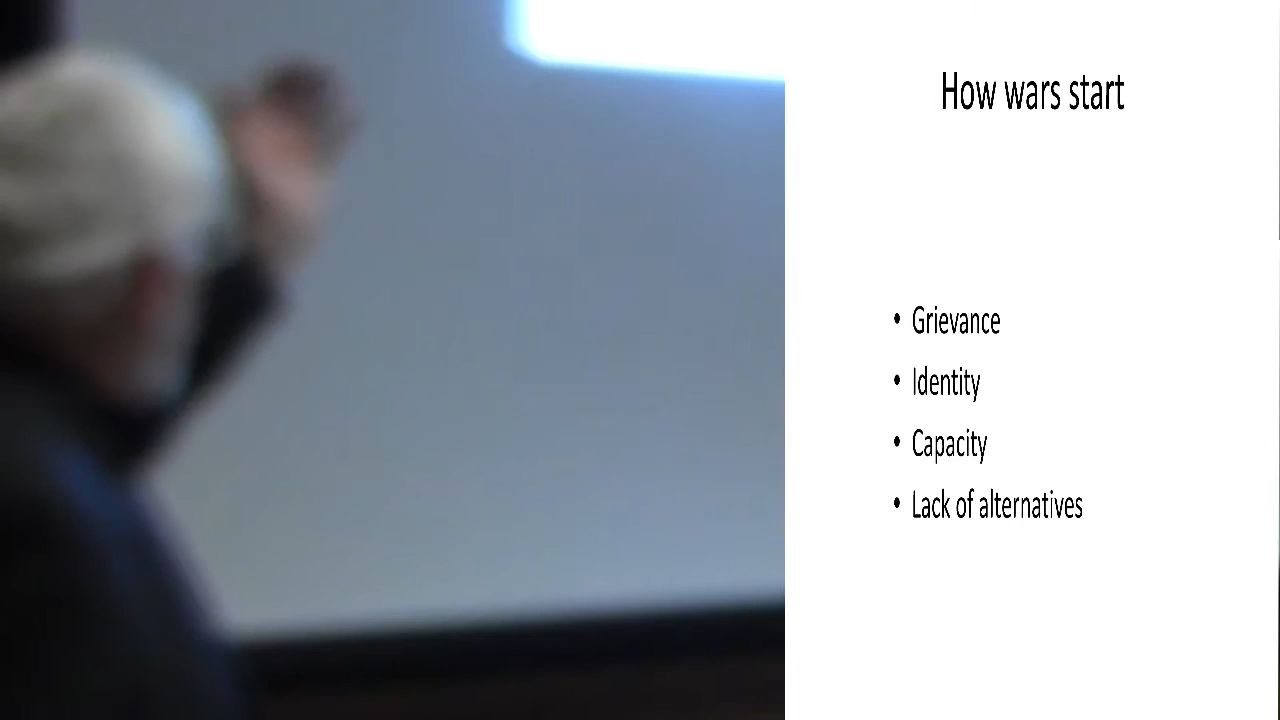 How wars start
• Grievance
• Identity
• Capacity
• Lack of alternatives